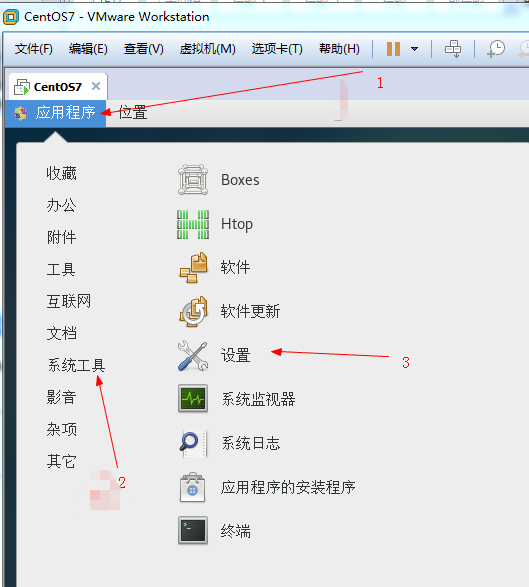 CentOS7 - VMware Workstation
文件(F) 编辑(E) 查看(V) 虚拟机(M) 选项卡(T) 帮助(H)
CentOS7
1
应用程序 位置
收藏
办公
附件
工具
互联网
文档
系统工具
影音
杂项
其它
2
Boxes
Htop
软件
软件更新
设置
3
系统监视器
系统日志
应用程序的安装程序
终端